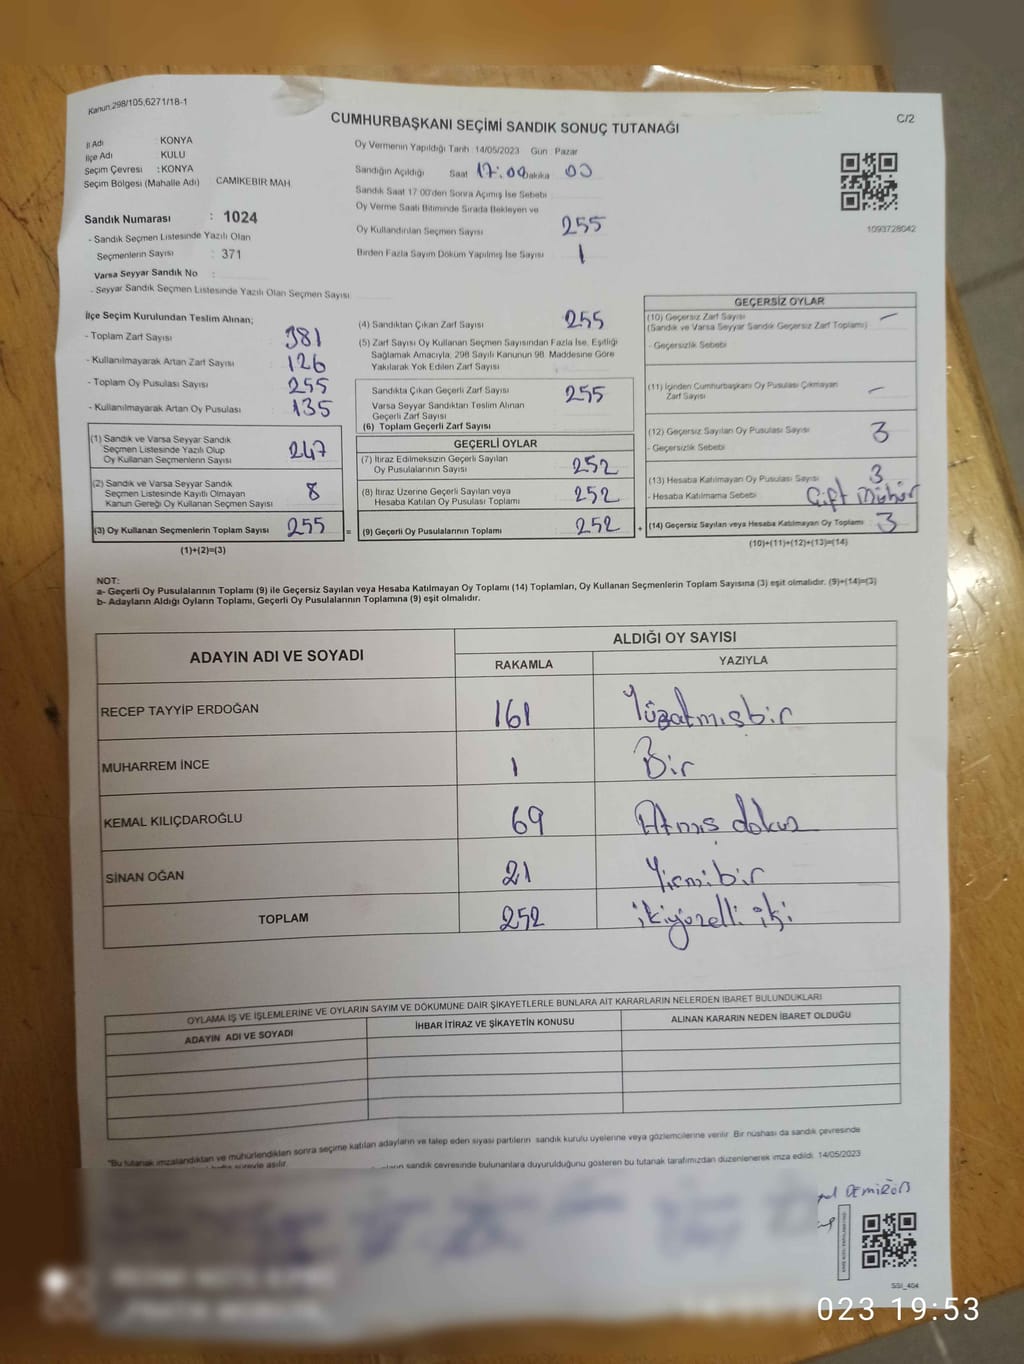 Kanun.298/105,6271/18-1
C/2
CUMHURBAŞKANI SEÇİMİ SANDIK SONUÇ TUTANAĞI
İl Adı : KONYA
İlçe Adı : KULU
Seçim Çevresi : KONYA
Seçim Bölgesi (Mahalle Adı) CAMİKEBİR MAH.
Sandık Numarası : 1024
- Sandık Seçmen Listesinde Yazılı Olan
Seçmenlerin Sayısı : 371
Varsa Seyyar Sandık No :
- Seyyar Sandık Seçmen Listesinde Yazılı Olan Seçmen Sayısı
Oy Vermenin Yapıldığı Tarih :14/05/2023 Gün Pazar
Sandığın Açıldığı Saat 17:00 Dakika 00
Sandık Saat 17:00'den Sonra Açımış İse Sebebi
Oy Verme Saati Bitiminde Sırada Bekleyen ve
Oy Kullandırılan Seçmen Sayısı 255
Birden Fazla Sayım Döküm Yapılmış İse Sayısı 1
1093728042
İlçe Seçim Kurulundan Teslim Alınan;
- Toplam Zarf Sayısı 381
- Kullanılmayarak Artan Zarf Sayısı 126
- Toplam Oy Pusulası Sayısı 255
- Kullanılmayarak Artan Oy Pusulası 135
(1) Sandık ve Varsa Seyyar Sandık
Seçmen Listesinde Yazılı Olup
Oy Kullanan Seçmenlerin Sayısı 247
(2) Sandık ve Varsa Seyyar Sandık
Seçmen Listesinde Kayıtlı Olmayan
Kanun Gereği Oy Kullanan Seçmen Sayısı 8
(3) Oy Kullanan Seçmenlerin Toplam Sayısı 255 =
(1)+(2)=(3)
(4) Sandıktan Çıkan Zarf Sayısı 255
(5) Zarf Sayısı Oy Kullanan Seçmen Sayısından Fazla İse, Eşitliği
Sağlamak Amacıyla, 298 Sayılı Kanunun 98. Maddesine Göre
Yakılarak Yok Edilen Zarf Sayısı
Sandıkta Çıkan Geçerli Zarf Sayısı 255
Varsa Seyyar Sandıktan Teslim Alınan
Geçerli Zarf Sayısı
(6) Toplam Geçerli Zarf Sayısı
GEÇERLİ OYLAR
(7) İtiraz Edilmeksizin Geçerli Sayılan
Oy Pusulalarının Sayısı 252
(8) İtiraz Üzerine Geçerli Sayılan veya
Hesaba Katılan Oy Pusulası Toplamı 252
(9) Geçerli Oy Pusulalarının Toplamı 252 +
GEÇERSİZ OYLAR
(10) Geçersiz Zarf Sayısı –
(Sandık ve Varsa Seyyar Sandık Geçersiz Zarf Toplamı)
- Geçersizlik Sebebi
(11) İçinden Cumhurbaşkanı Oy Pusulası Çıkmayan
Zarf Sayısı –
(12) Geçersiz Sayılan Oy Pusulası Sayısı 3
- Geçersizlik Sebebi
(13) Hesaba Katılmayan Oy Pusulası Sayısı 3
- Hesaba Katılmama Sebebi Çift Mühür
(14) Geçersiz Sayılan veya Hesaba Katılmayan Oy Toplamı 3
(10)+(11)+(12)+(13)=(14)
NOT:
a- Geçerli Oy Pusulalarının Toplamı (9) ile Geçersiz Sayılan veya Hesaba Katılmayan Oy Toplamı (14) Toplamları, Oy Kullanan Seçmenlerin Toplam Sayısına (3) eşit olmalıdır. (9)+(14)=(3)
b- Adayların Aldığı Oyların Toplamı, Geçerli Oy Pusulalarının Toplamına (9) eşit olmalıdır.
ADAYIN ADI VE SOYADI
ALDIĞI OY SAYISI
RAKAMLA YAZIYLA
RECEP TAYYİP ERDOĞAN 161 Yüzatmışbir
MUHARREM İNCE 1 Bir
KEMAL KILIÇDAROĞLU 69 Atmış dokuz
SİNAN OĞAN 21 Yirmibir
TOPLAM 252 ikiyüzelli iki
OYLAMA İŞ VE İŞLEMLERİNE VE OYLARIN SAYIM VE DÖKÜMÜNE DAİR ŞİKAYETLERLE BUNLARA AİT KARARLARIN NELERDEN İBARET BULUNDUKLARI
ADAYIN ADI VE SOYADI İHBAR İTİRAZ VE ŞİKAYETİN KONUSU ALINAN KARARIN NEDEN İBARET OLDUĞU
"Bu tutanak imzalandıktan ve mühürlendikten sonra seçime katılan adayların ve talep eden siyasi partilerin sandık kurulu üyelerine veya gözlemcilerine verilir. Bir nüshası da sandık çevresinde
süreyle asılır.
sandık çevresinde bulunanlara duyurulduğunu gösteren bu tutanak tarafımızdan düzenlenerek imza edildi. 14/05/2023
SSI_404
023 19:53